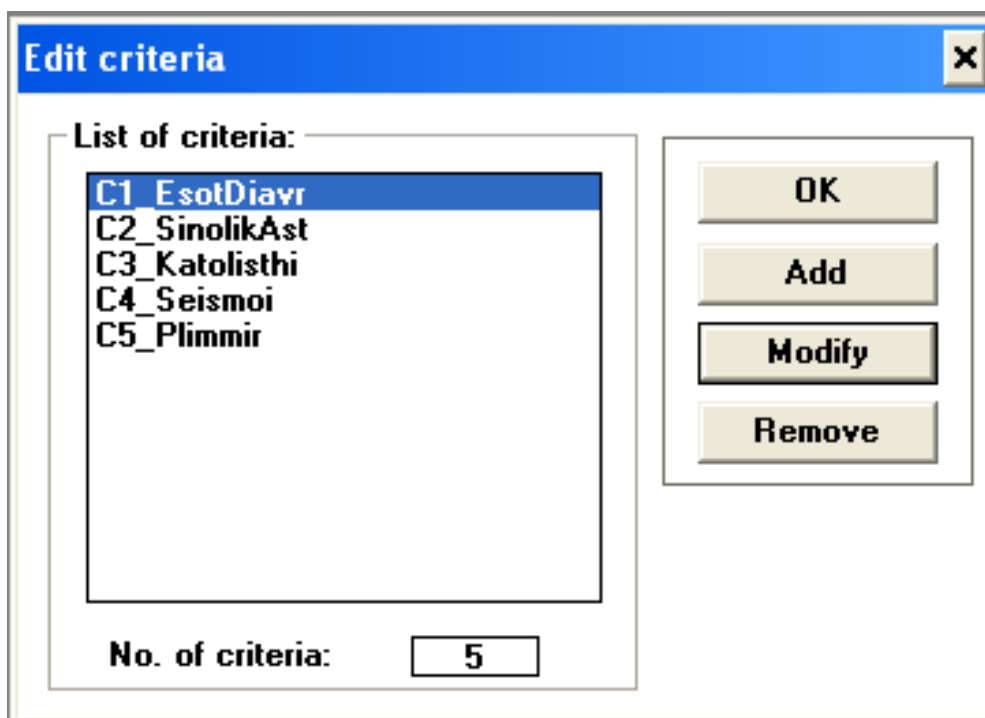 Edit criteria
List of criteria:
C1_EsotDiavr
C2_SinolikAst
C3_Katolisthi
C4_Seismoi
C5_Plimmir
No. of criteria: 5
OK
Add
Modify
Remove